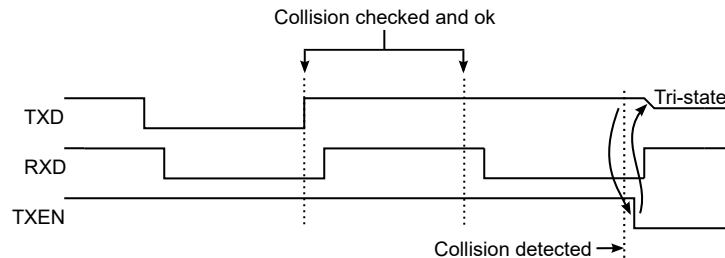 Collision checked and ok
TXD
Tri-state
RXD
TXEN
Collision detected